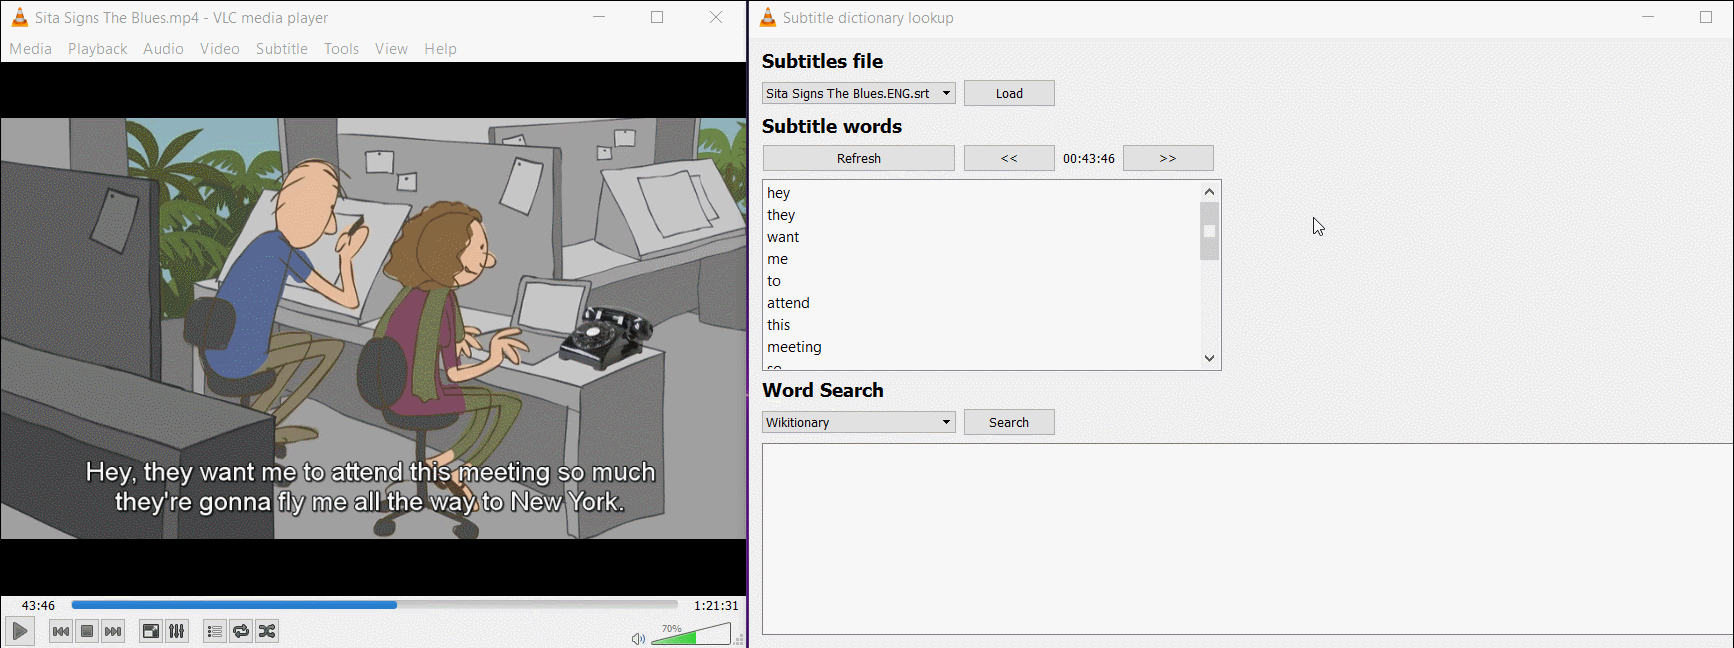 Sita Signs The Blues.mp4 - VLC media player
Media Playback Audio Video Subtitle Tools View Help
Hey, they want me to attend this meeting so much
they're gonna fly me all the way to New York.
43:46
1:21:31
70%
Subtitle dictionary lookup
Subtitles file
Sita Signs The Blues.ENG.srt
Load
Subtitle words
Refresh
<<
00:43:46
>>
hey
they
want
me
to
attend
this
meeting
so
Word Search
Wikitionary
Search